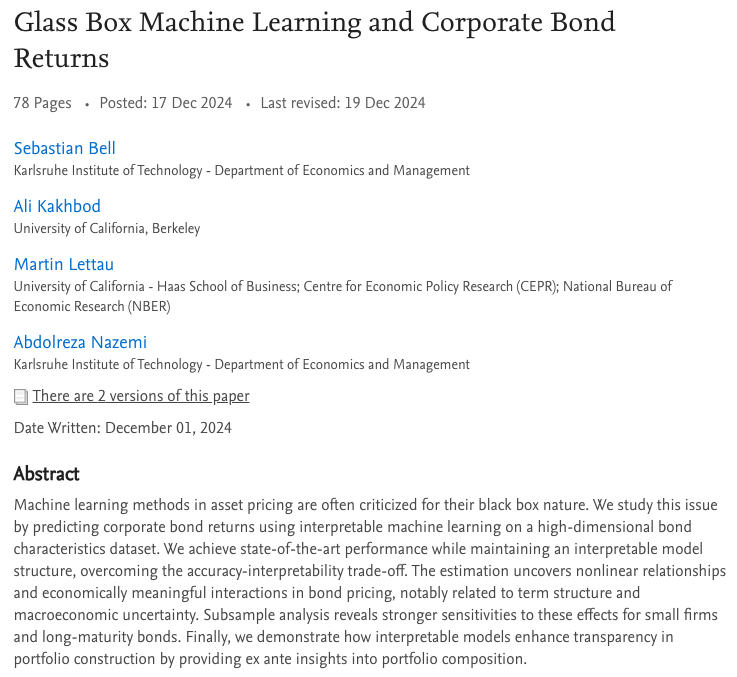 Glass Box Machine Learning and Corporate Bond
Returns
78 Pages • Posted: 17 Dec 2024 • Last revised: 19 Dec 2024
Sebastian Bell
Karlsruhe Institute of Technology - Department of Economics and Management
Ali Kakhbod
University of California, Berkeley
Martin Lettau
University of California - Haas School of Business; Centre for Economic Policy Research (CEPR); National Bureau of
Economic Research (NBER)
Abdolreza Nazemi
Karlsruhe Institute of Technology - Department of Economics and Management
There are 2 versions of this paper
Date Written: December 01, 2024
Abstract
Machine learning methods in asset pricing are often criticized for their black box nature. We study this issue
by predicting corporate bond returns using interpretable machine learning on a high-dimensional bond
characteristics dataset. We achieve state-of-the-art performance while maintaining an interpretable model
structure, overcoming the accuracy-interpretability trade-off. The estimation uncovers nonlinear relationships
and economically meaningful interactions in bond pricing, notably related to term structure and
macroeconomic uncertainty. Subsample analysis reveals stronger sensitivities to these effects for small firms
and long-maturity bonds. Finally, we demonstrate how interpretable models enhance transparency in
portfolio construction by providing ex ante insights into portfolio composition.